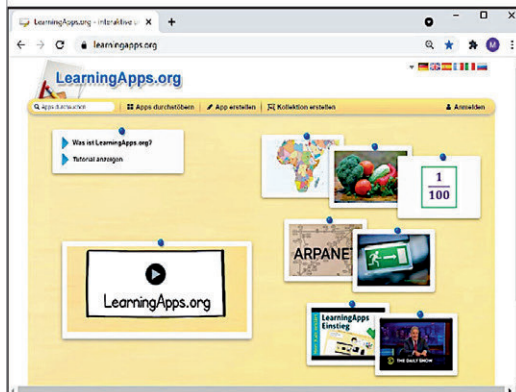 LearningApps.org - interaktive
learningapps.org
M
LearningApps.org
Apps durchsuchen
Apps durchstöbern
App erstellen
Kollektion erstellen
Anmelden
Was ist LearningApps.org?
Tutorial anzeigen
1
100
ARPANET
LearningApps.org
LearningApps
Einstieg
THE DAILY SHOW